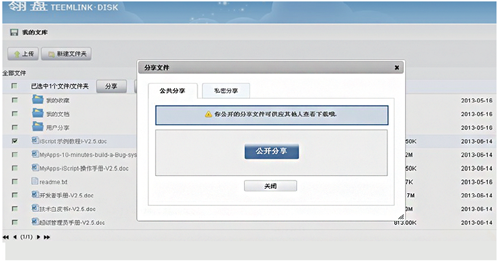 翎盘 TEEMLINK·DISK
我的文库
上传 新建文件夹
全部文件
已选中1个文件/文件夹 分享
我的收藏 2013-05-16
我的文档 2013-05-16
用户分享 2013-05-16
iScript示例教程I-V2.5.doc 2013-06-14
MyApps-10-minutes-build-a-Bug-sys 2013-06-14
MyApps-iScript操作手册-V2.5.doc 2013-06-14
readme.txt 2013-06-14
开发者手册-V2.5.doc 2013-06-14
技术白皮书r-V2.5.doc 2013-06-14
超级管理员手册-V2.5.doc 813.00K 2013-06-14
(1/1)
分享文件 x
公共分享 私密分享
你公开的分享文件可供应其他人查看下载哦.
公开分享
关闭